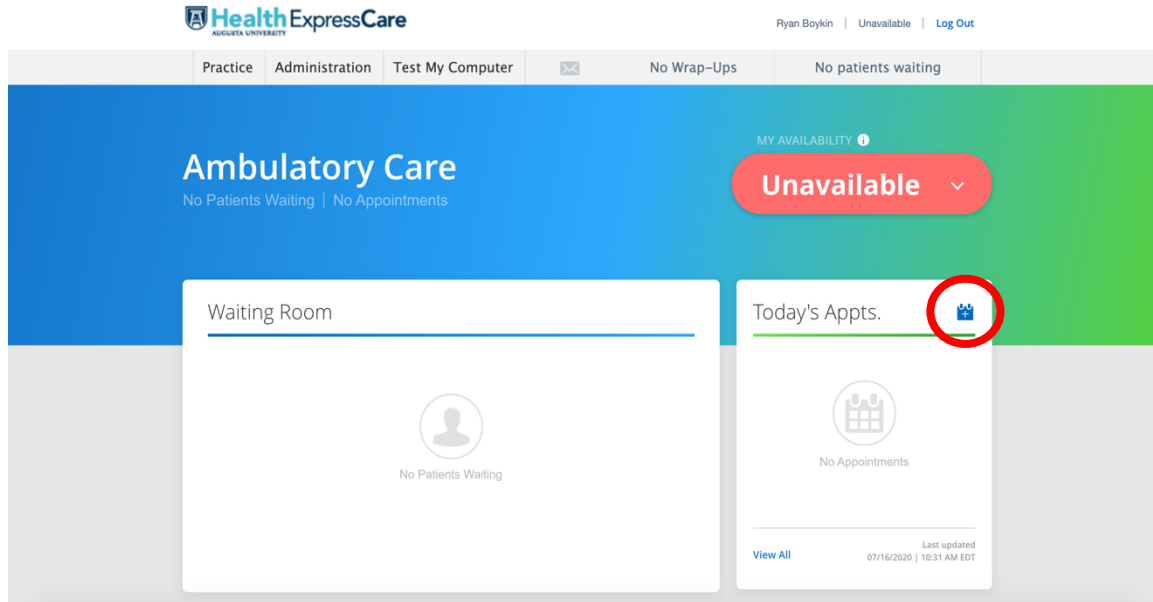 Health ExpressCare
AUGUSTA UNIVERSITY
Ryan Boykin | Unavailable | Log Out
Practice Administration Test My Computer No Wrap-Ups No patients waiting
MY AVAILABILITY i
Ambulatory Care
Unavailable
No Patients Waiting | No Appointments
Waiting Room
Today's Appts.
No Patients Waiting
No Appointments
View All
Last updated
07/16/2020 | 10:31 AM EDT